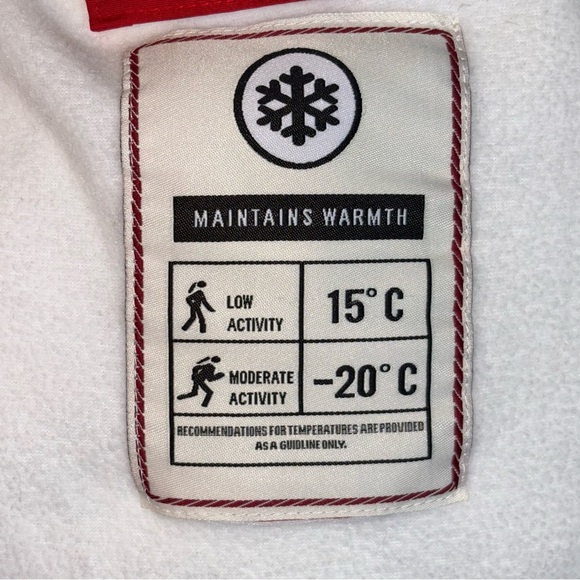 MAINTAINS WARMTH
LOW
ACTIVITY
15°C
MODERATE
ACTIVITY
-20°C
RECOMMENDATIONS FOR TEMPERATURES ARE PROVIDED
AS A GUIDLINE ONLY.